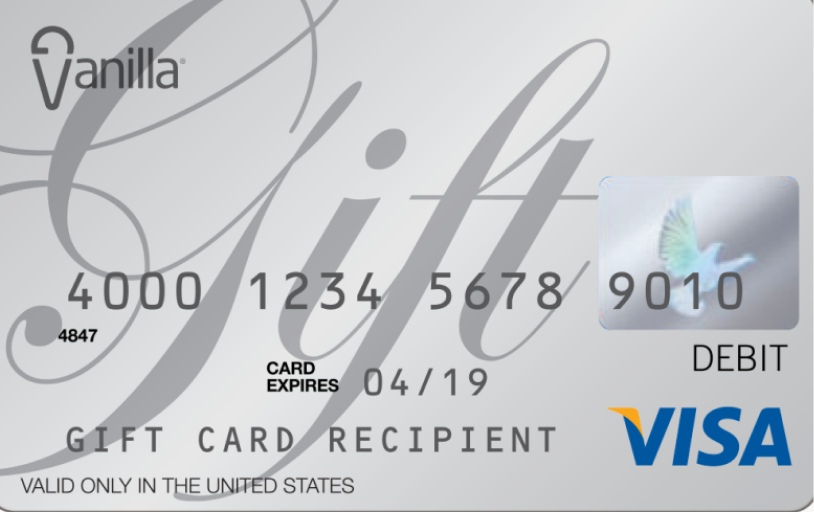 Vanilla
Gift
4000 1234 5678 9010
4847
CARD EXPIRES 04/19
DEBIT
GIFT CARD RECIPIENT
VISA
VALID ONLY IN THE UNITED STATES